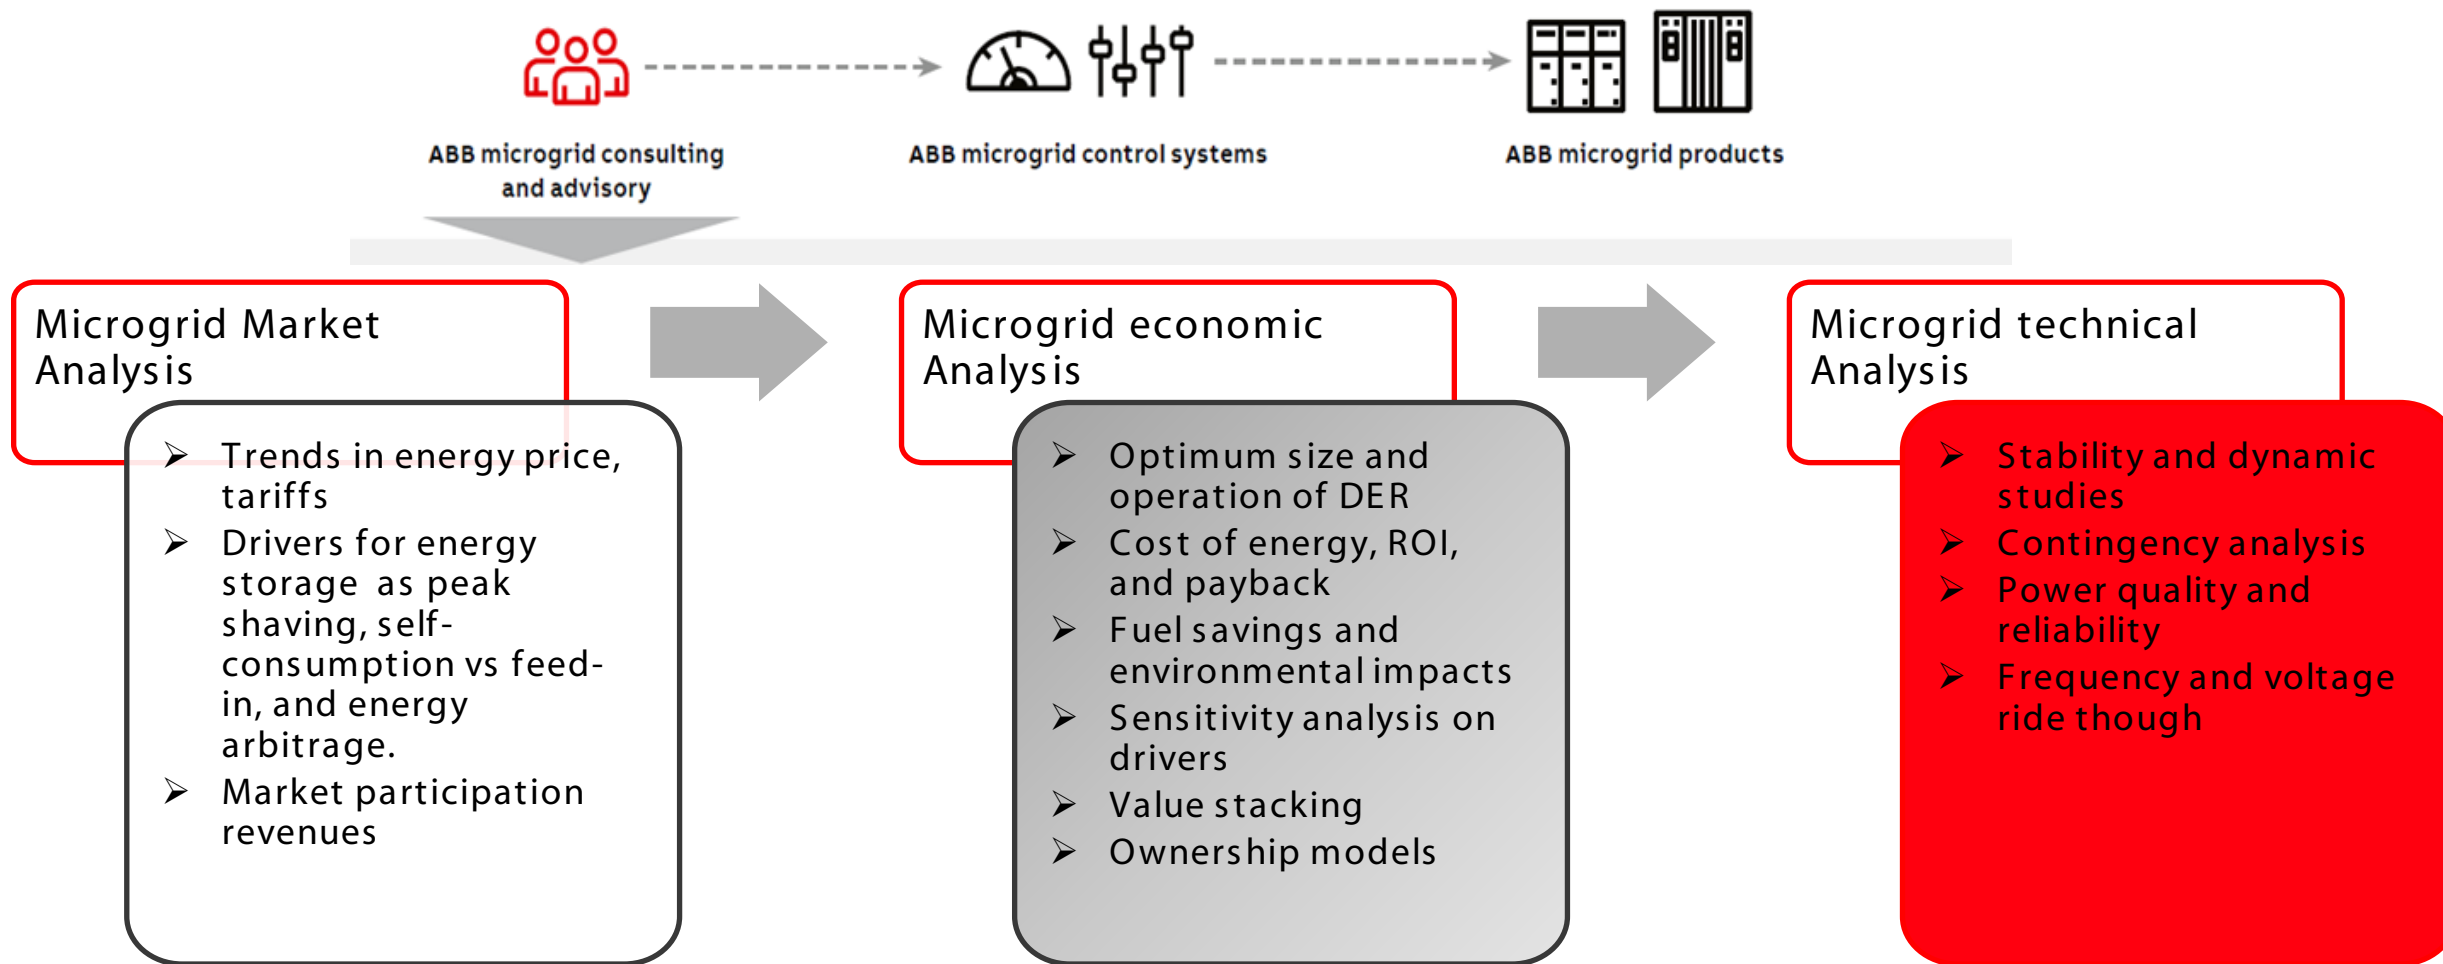 ABB microgrid consulting
and advisory
ABB microgrid control systems
ABB microgrid products
Microgrid Market
Analysis
➢ Trends in energy price,
tariffs
➢ Drivers for energy
storage as peak
shaving, self-
consumption vs feed-
in, and energy
arbitrage.
➢ Market participation
revenues
Microgrid economic
Analysis
➢ Optimum size and
operation of DER
➢ Cost of energy, ROI,
and payback
➢ Fuel savings and
environmental impacts
➢ Sensitivity analysis on
drivers
➢ Value stacking
➢ Ownership models
Microgrid technical
Analysis
➢ Stability and dynamic
studies
➢ Contingency analysis
➢ Power quality and
reliability
➢ Frequency and voltage
ride though